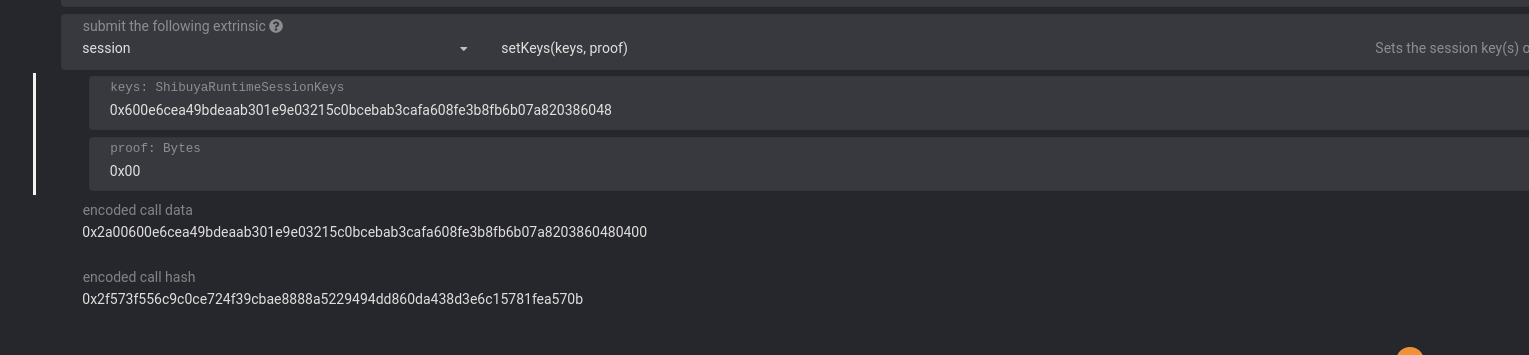 submit the following extrinsic ?
session setKeys(keys, proof) Sets the session key(s) o
keys: ShibuyaRuntimeSessionKeys
0x600e6cea49bdeaab301e9e03215c0bcebab3cafa608fe3b8fb6b07a820386048
proof: Bytes
0x00
encoded call data
0x2a00600e6cea49bdeaab301e9e03215c0bcebab3cafa608fe3b8fb6b07a8203860480400
encoded call hash
0x2f573f556c9c0ce724f39cbae8888a5229494dd860da438d3e6c15781fea570b